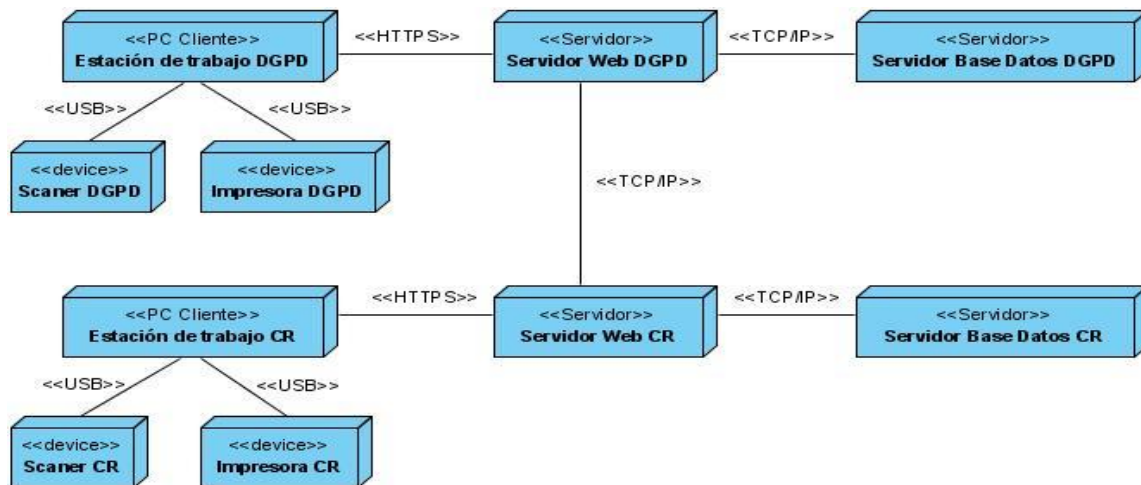 <<PC Cliente>>
Estación de trabajo DGPD
<<HTTPS>>
<<Servidor>>
Servidor Web DGPD
<<TCP/IP>>
<<Servidor>>
Servidor Base Datos DGPD
<<USB>>
<<USB>>
<<device>>
Scaner DGPD
<<device>>
Impresora DGPD
<<TCP/IP>>
<<PC Cliente>>
Estación de trabajo CR
<<HTTPS>>
<<Servidor>>
Servidor Web CR
<<TCP/IP>>
<<Servidor>>
Servidor Base Datos CR
<<USB>>
<<USB>>
<<device>>
Scaner CR
<<device>>
Impresora CR